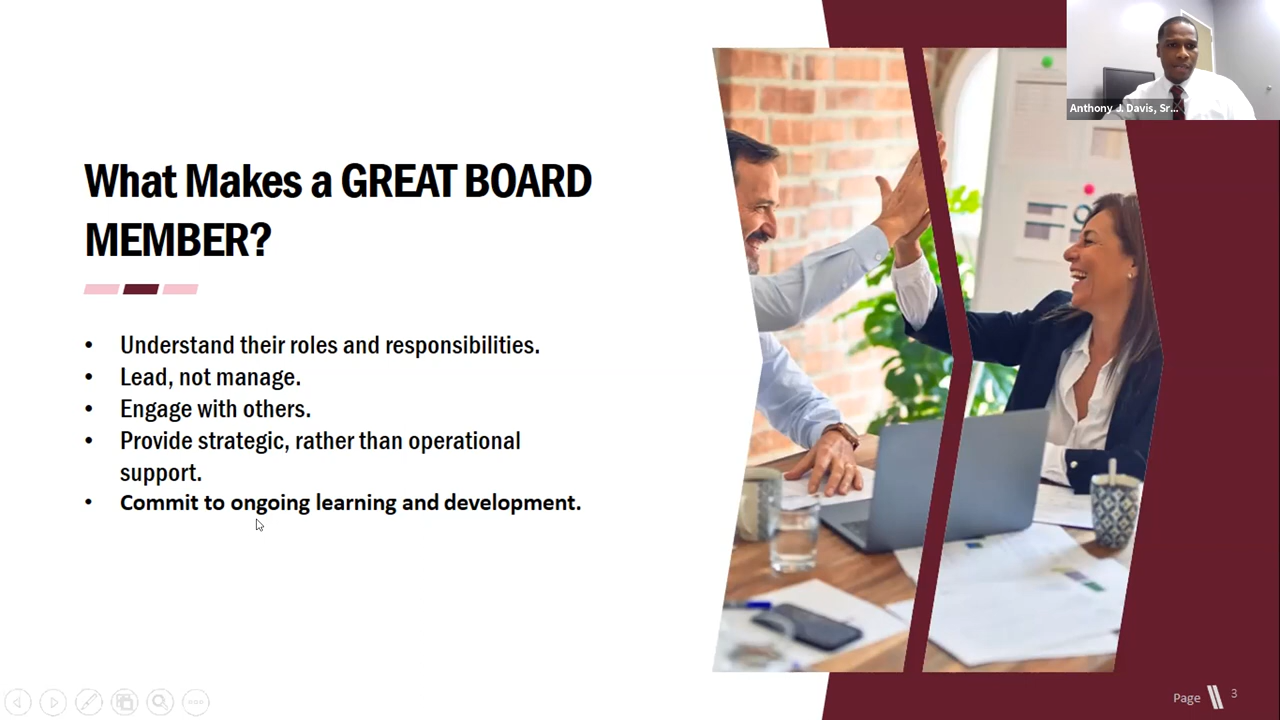 Anthony J. Davis, Sr...
What Makes a GREAT BOARD
MEMBER?
• Understand their roles and responsibilities.
• Lead, not manage.
• Engage with others.
• Provide strategic, rather than operational
support.
• Commit to ongoing learning and development.
Page 3